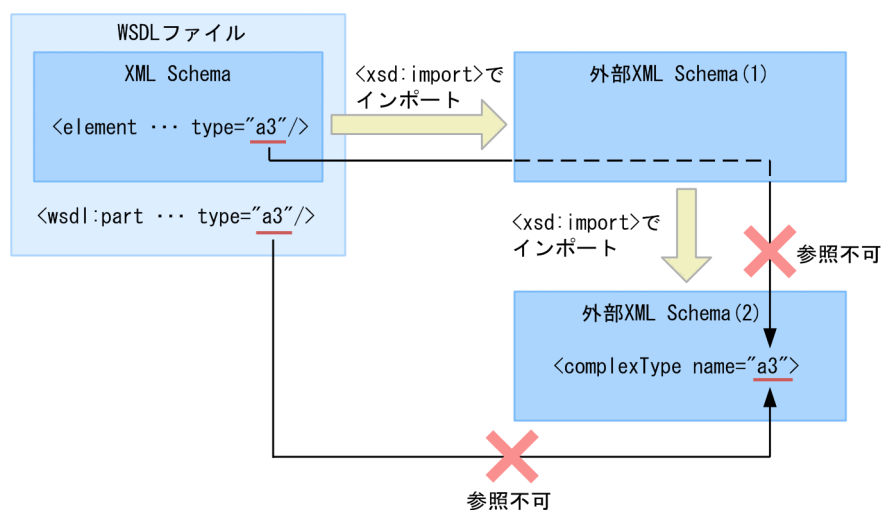 WSDLファイル
XML Schema
<element ･･･ type="a3"/>
<wsdl:part ･･･ type="a3"/>
<xsd:import>で
インポート
外部XML Schema(1)
<xsd:import>で
インポート
参照不可
外部XML Schema(2)
<complexType name="a3">
参照不可